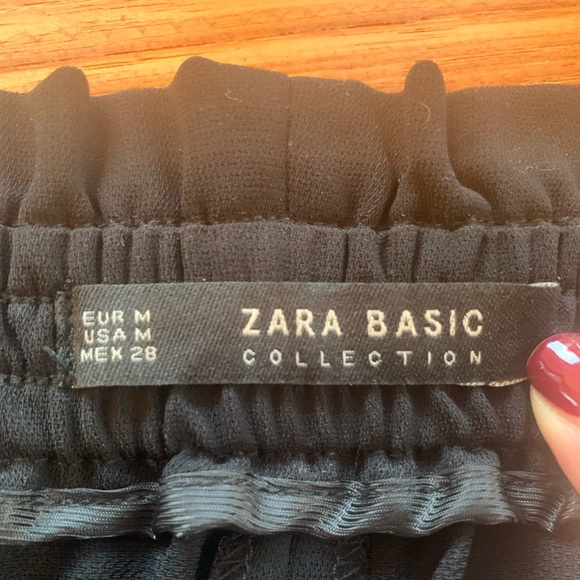 EUR M
USA M
MEX 28
ZARA BASIC
COLLECTION